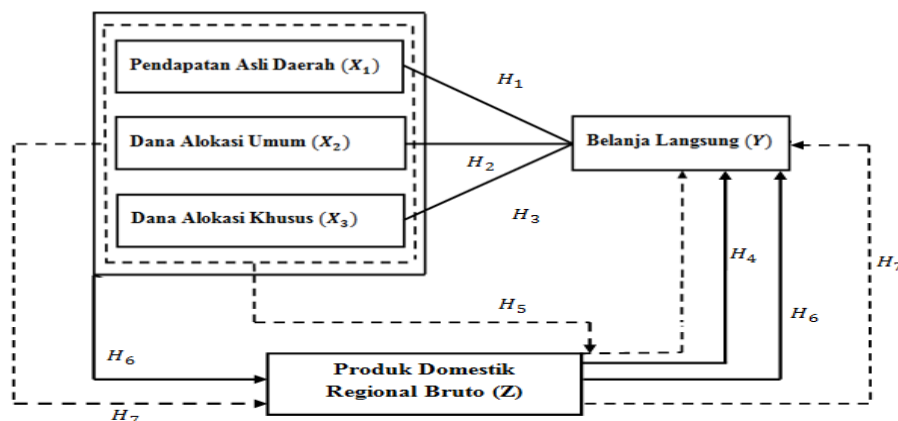 Pendapatan Asli Daerah (X₁)
H₁
Dana Alokasi Umum (X₂)
Belanja Langsung (Y)
H₂
Dana Alokasi Khusus (X₃)
H₃
H₄
H₇
H₅
H₆
H₆
Produk Domestik
Regional Bruto (Z)
H₇